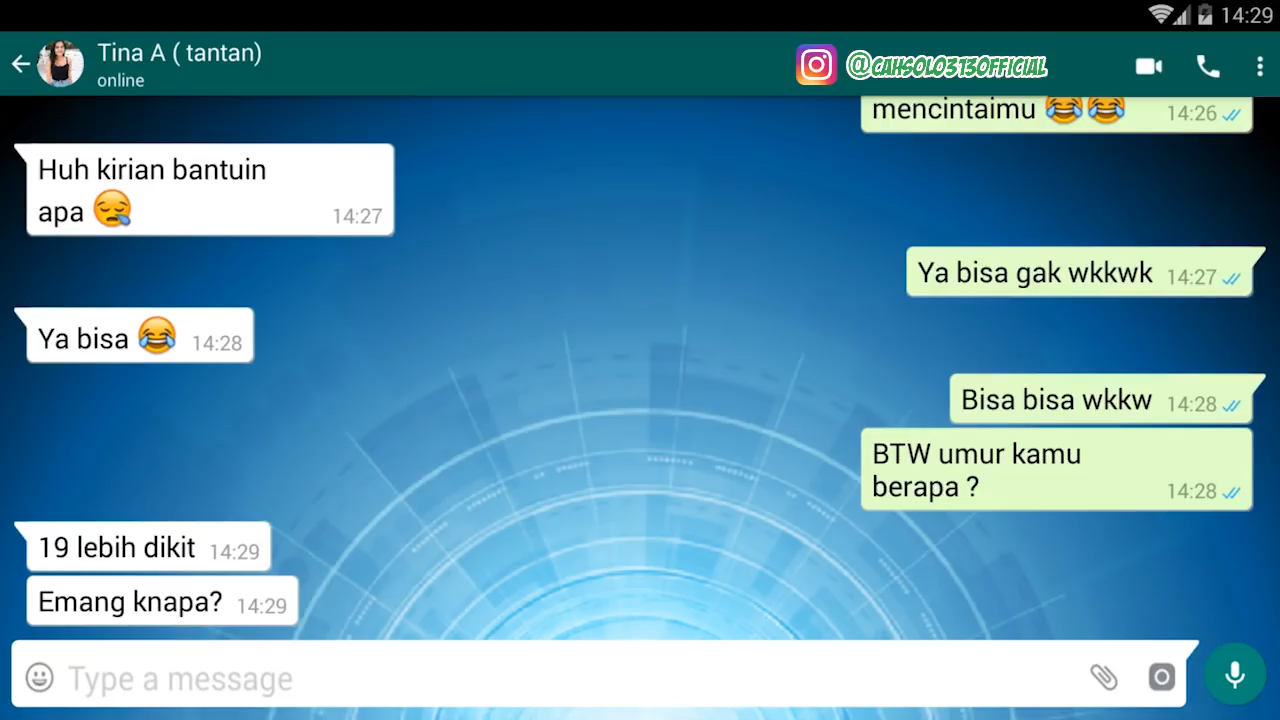 14:29
Tina A ( tantan)
online
@CAHSOLO313OFFICIAL
mencintaimu 😂😂 14:26
Huh kirian bantuin
apa 😪 14:27
Ya bisa gak wkkwk 14:27
Ya bisa 😂 14:28
Bisa bisa wkkw 14:28
BTW umur kamu
berapa ? 14:28
19 lebih dikit 14:29
Emang knapa? 14:29
Type a message